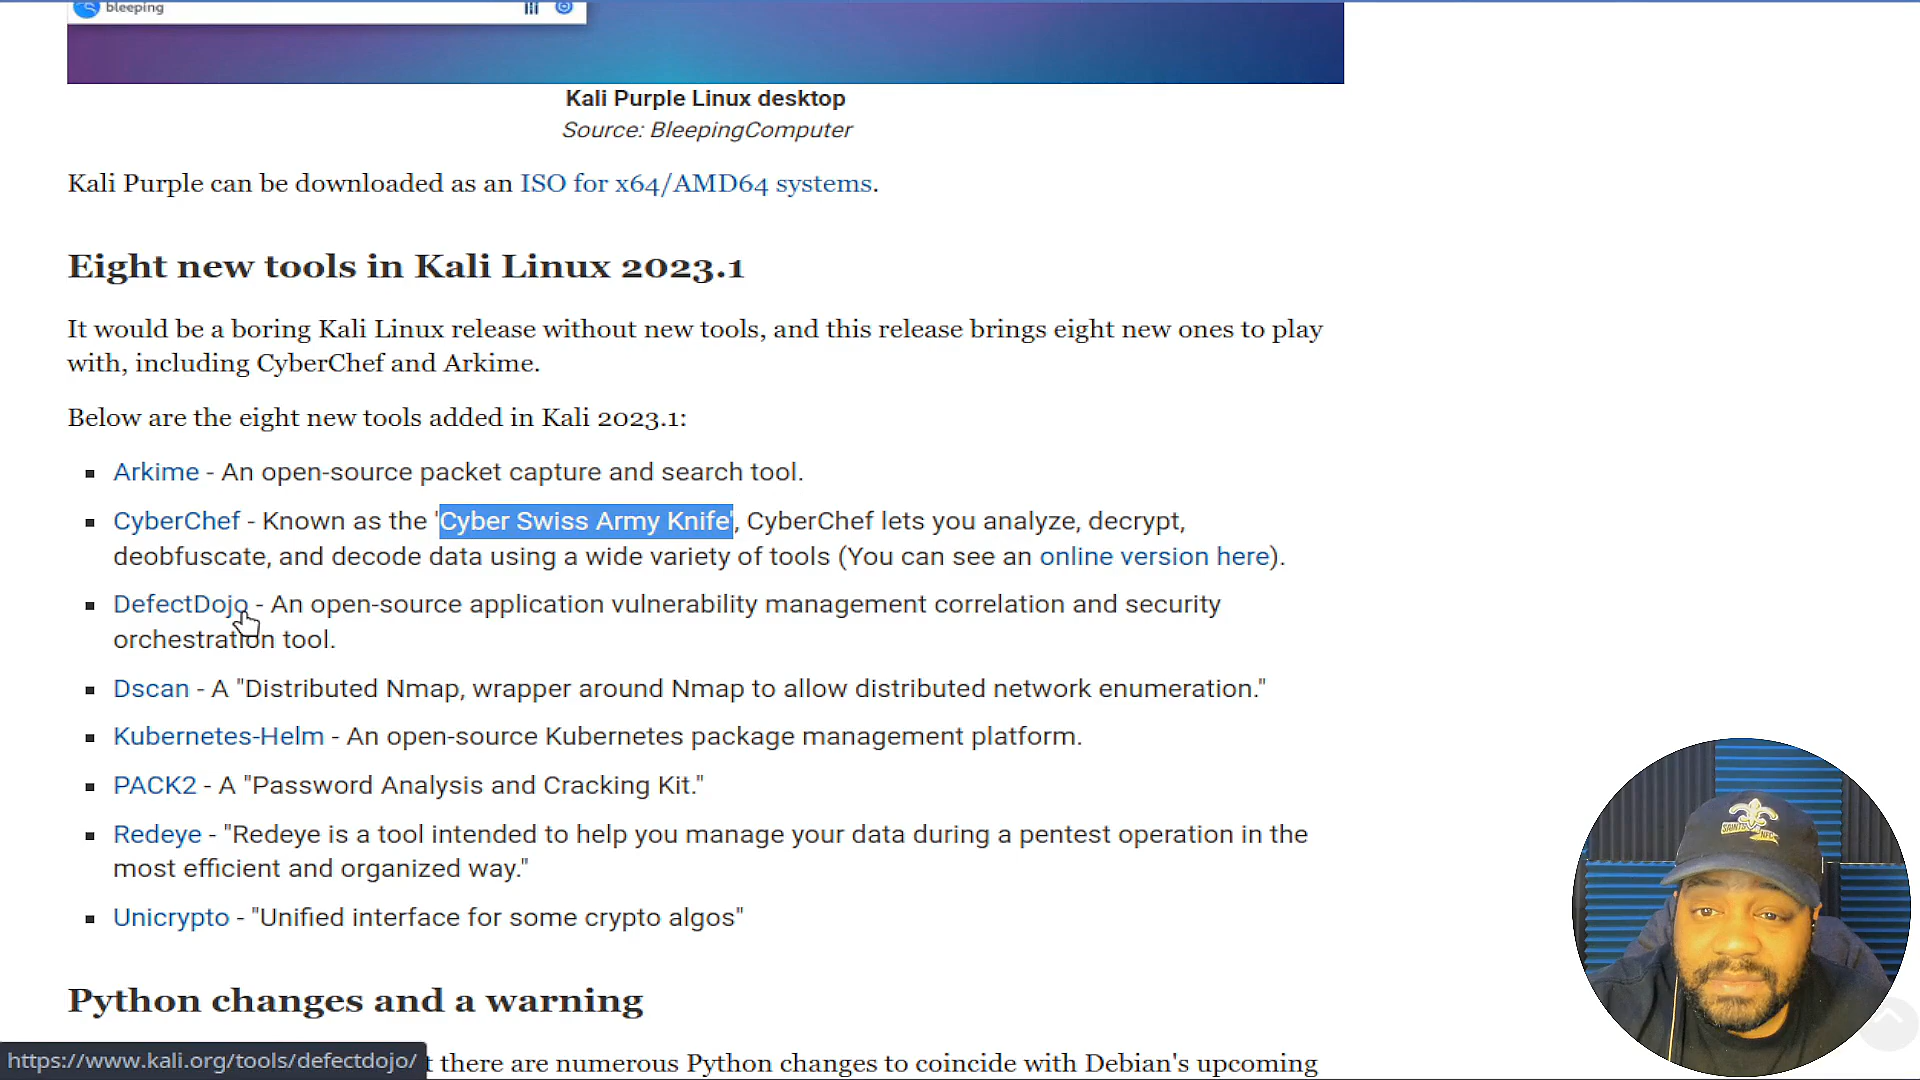 bleeping
Kali Purple Linux desktop
Source: BleepingComputer
Kali Purple can be downloaded as an ISO for x64/AMD64 systems.
Eight new tools in Kali Linux 2023.1
It would be a boring Kali Linux release without new tools, and this release brings eight new ones to play
with, including CyberChef and Arkime.
Below are the eight new tools added in Kali 2023.1:
Arkime - An open-source packet capture and search tool.
CyberChef - Known as the 'Cyber Swiss Army Knife', CyberChef lets you analyze, decrypt,
deobfuscate, and decode data using a wide variety of tools (You can see an online version here).
DefectDojo - An open-source application vulnerability management correlation and security
orchestration tool.
Dscan - A "Distributed Nmap, wrapper around Nmap to allow distributed network enumeration."
Kubernetes-Helm - An open-source Kubernetes package management platform.
PACK2 - A "Password Analysis and Cracking Kit."
Redeye - "Redeye is a tool intended to help you manage your data during a pentest operation in the
most efficient and organized way."
Unicrypto - "Unified interface for some crypto algos"
SAINTS
Python changes and a warning
https://www.kali.org/tools/defectdojo/ t there are numerous Python changes to coincide with Debian's upcoming